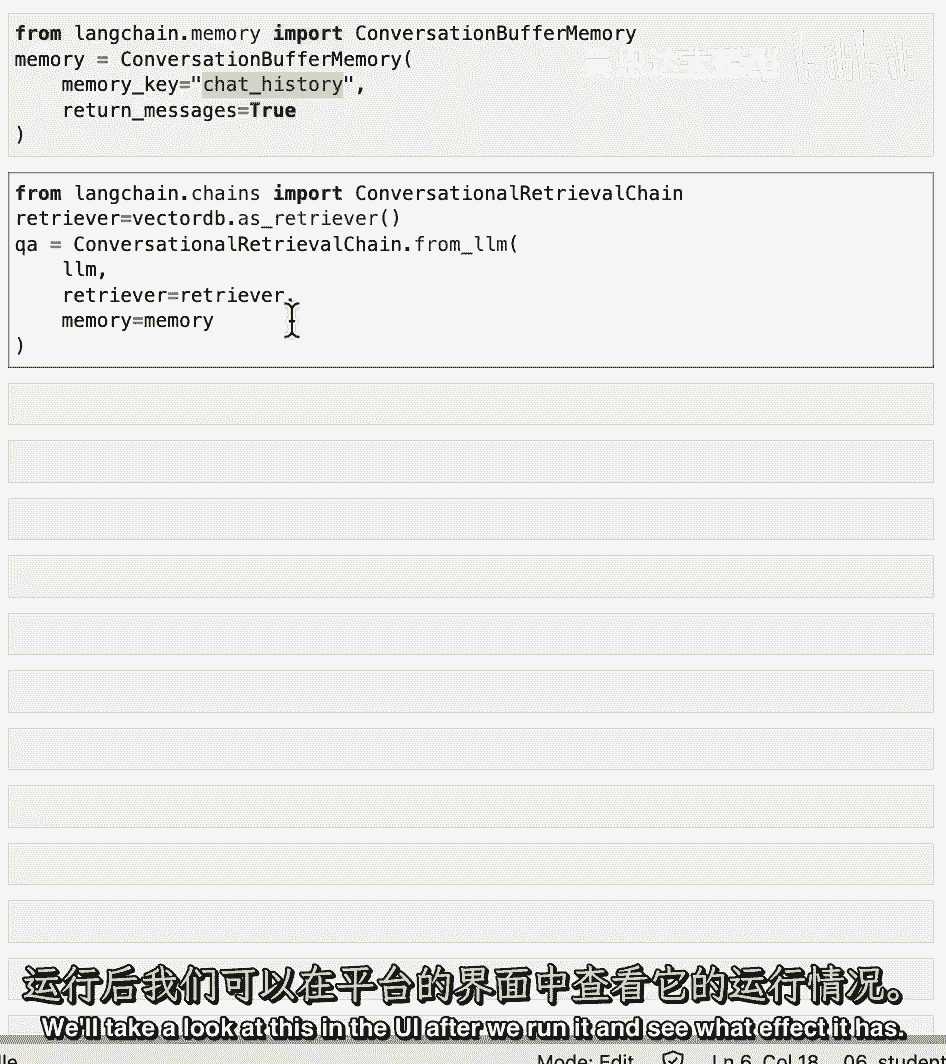 from langchain.memory import ConversationBufferMemory
memory = ConversationBufferMemory(
    memory_key="chat_history",
    return_messages=True
)
from langchain.chains import ConversationalRetrievalChain
retriever=vectordb.as_retriever()
qa = ConversationalRetrievalChain.from_llm(
    llm,
    retriever=retriever,
    memory=memory
)
运行后我们可以在平台的界面中查看它的运行情况。
We'll take a look at this in the UI after we run it and see what effect it has.
Mode: Edit Ln 6, Col 18 06_student